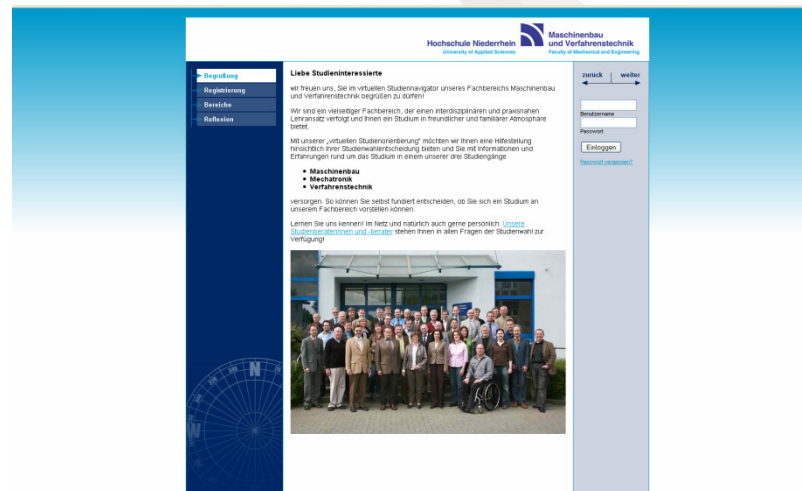 Hochschule Niederrhein
University of Applied Sciences
Maschinenbau
und Verfahrenstechnik
Faculty of Mechanical and Engineering
Begrüßung
Registrierung
Bereiche
Reflexion
Liebe Studieninteressierte
wir freuen uns, Sie im virtuellen Studiennavigator unseres Fachbereichs Maschinenbau
und Verfahrenstechnik begrüßen zu dürfen!
Wir sind ein vielseitiger Fachbereich, der einen interdisziplinären und praxisnahen
Lehransatz verfolgt und Ihnen ein Studium in freundlicher und familiärer Atmosphäre
bietet.
Mit unserer „virtuellen Studienorientierung" möchten wir Ihnen eine Hilfestellung
hinsichtlich Ihrer Studienwahlentscheidung bieten und Sie mit Informationen und
Erfahrungen rund um das Studium in einem unserer drei Studiengänge
Maschinenbau
Mechatronik
Verfahrenstechnik
versorgen. So können Sie selbst fundiert entscheiden, ob Sie sich ein Studium an
unserem Fachbereich vorstellen können.
Lernen Sie uns kennen! Im Netz und natürlich auch gerne persönlich: Unsere
Studienberaterinnen und -berater stehen Ihnen in allen Fragen der Studienwahl zur
Verfügung!
zurück | weiter
Benutzername
Passwort
Einloggen
Passwort vergessen?
N
W